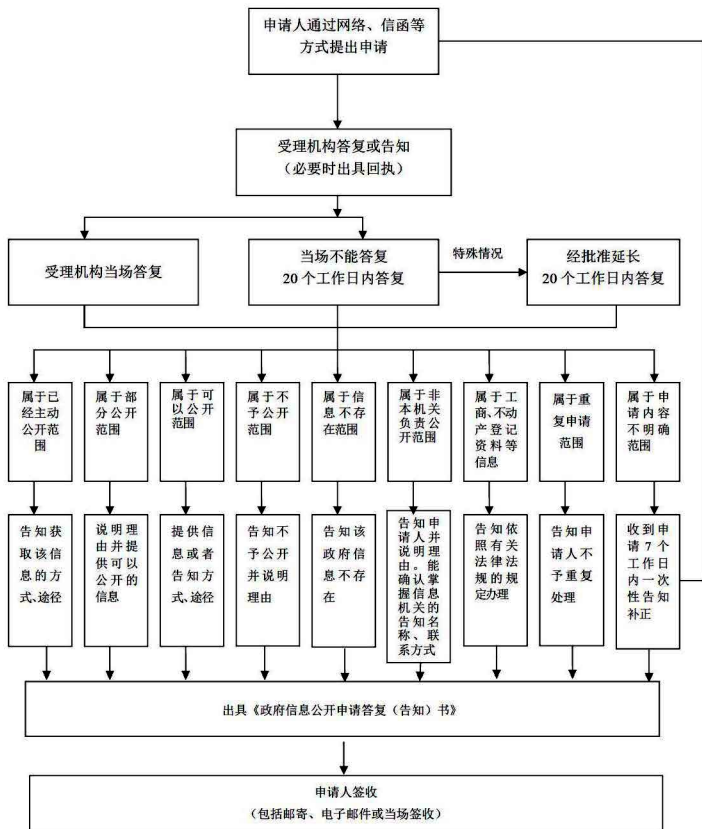 申请人通过网络、信函等
方式提出申请
受理机构答复或告知
（必要时出具回执）
受理机构当场答复
当场不能答复
20 个工作日内答复
特殊情况
经批准延长
20 个工作日内答复
属于已
经主动
公开范
围
属于部
分公开
范围
属于可
以公开
范围
属于不
予公开
范围
属于信
息不存
在范围
属于非
本机关
负责公
开范围
属于工
商、不动
产登记
资料等
信息
属于重
复申请
范围
属于申
请内容
不明确
范围
告知获
取该信
息的方
式、途径
说明理
由并提
供可以
公开的
信息
提供信
息或者
告知方
式、途径
告知不
予公开
并说明
理由
告知该
政府信
息不存
在
告知申
请人并
说明理
由。能
确认掌
握信息
机关的
告知名
称、联
系方式
告知依
照有关
法律法
规的规
定办理
告知申
请人不
予重复
处理
收到申
请 7 个
工作日
内一次
性告知
补正
出具《政府信息公开申请答复（告知）书》
申请人签收
（包括邮寄、电子邮件或当场签收）